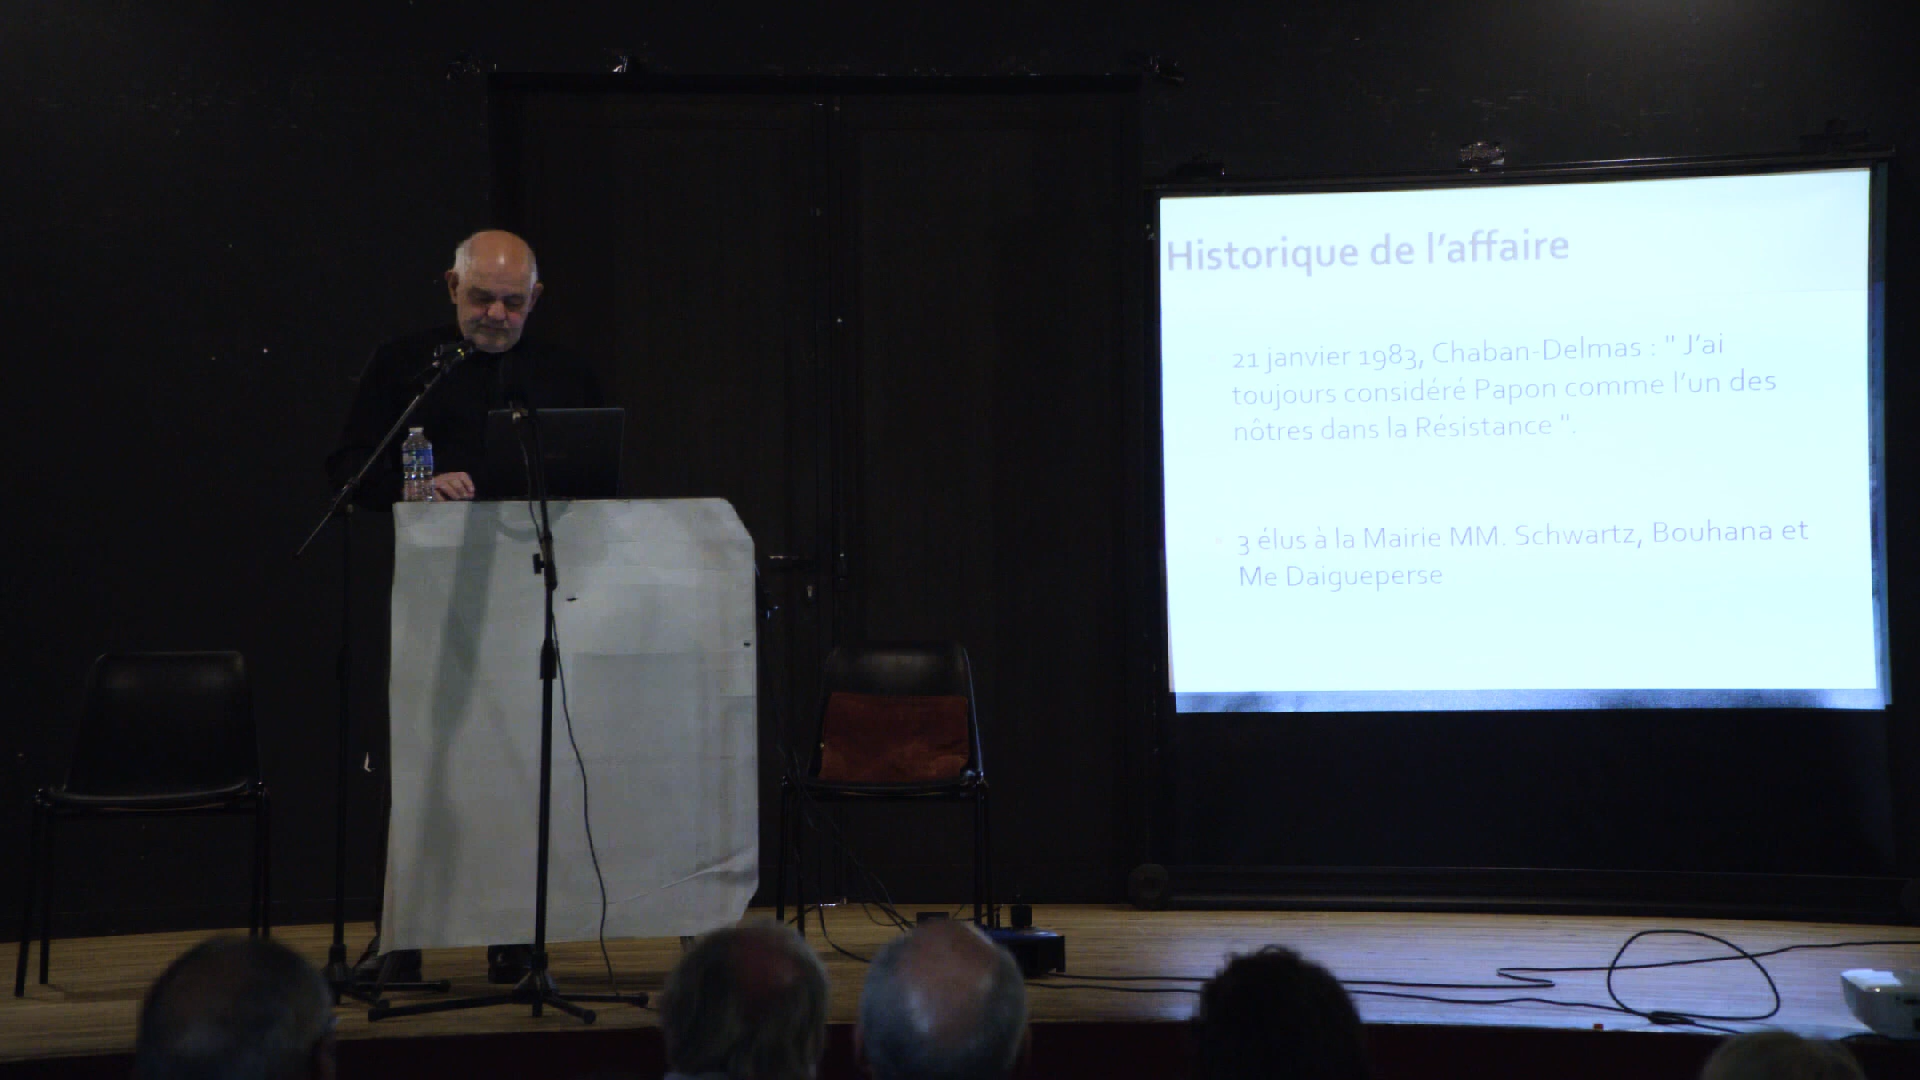 Historique de l'affaire
21 janvier 1983, Chaban-Delmas : " J'ai
toujours considéré Papon comme l'un des
nôtres dans la Résistance ".
3 élus à la Mairie MM. Schwartz, Bouhana et
Me Daigueperse